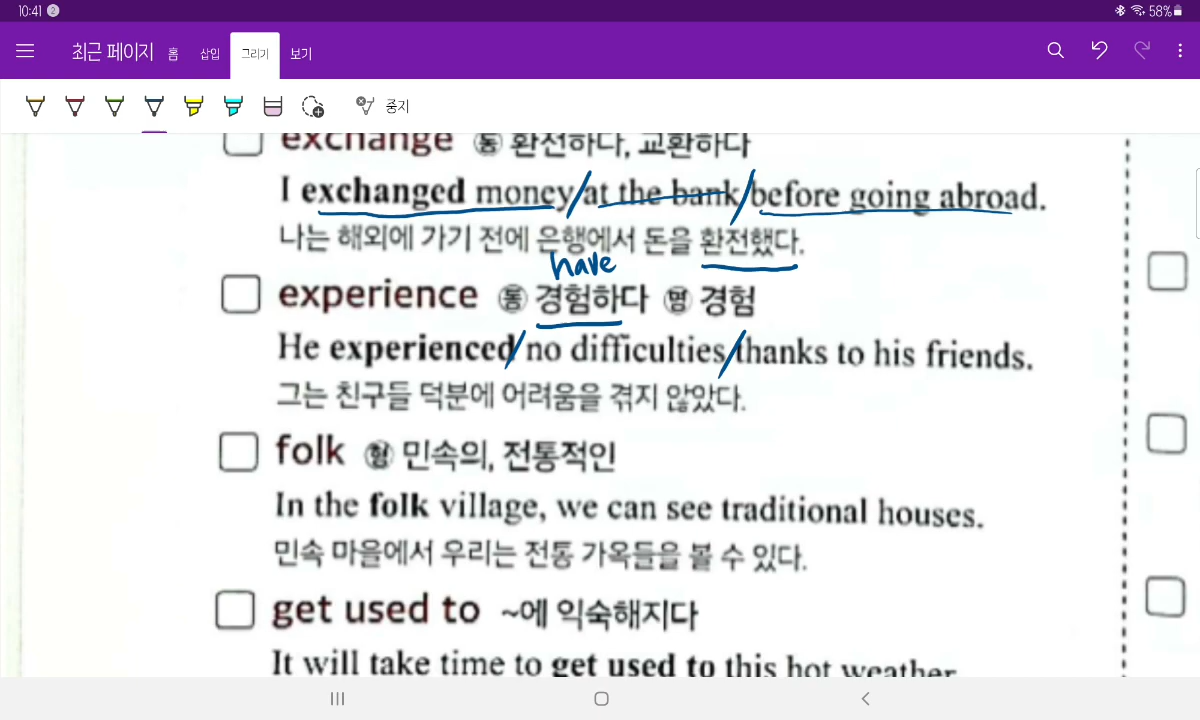 10:41 2 58%
최근 페이지 홈 삽입 그리기 보기
중지
exchange 동 환전하다, 교환하다
I exchanged money / at the bank / before going abroad.
나는 해외에 가기 전에 은행에서 돈을 환전했다.
have
experience 동 경험하다 명 경험
He experienced / no difficulties / thanks to his friends.
그는 친구들 덕분에 어려움을 겪지 않았다.
folk 형 민속의, 전통적인
In the folk village, we can see traditional houses.
민속 마을에서 우리는 전통 가옥들을 볼 수 있다.
get used to ~에 익숙해지다
It will take time to get used to this hot weather